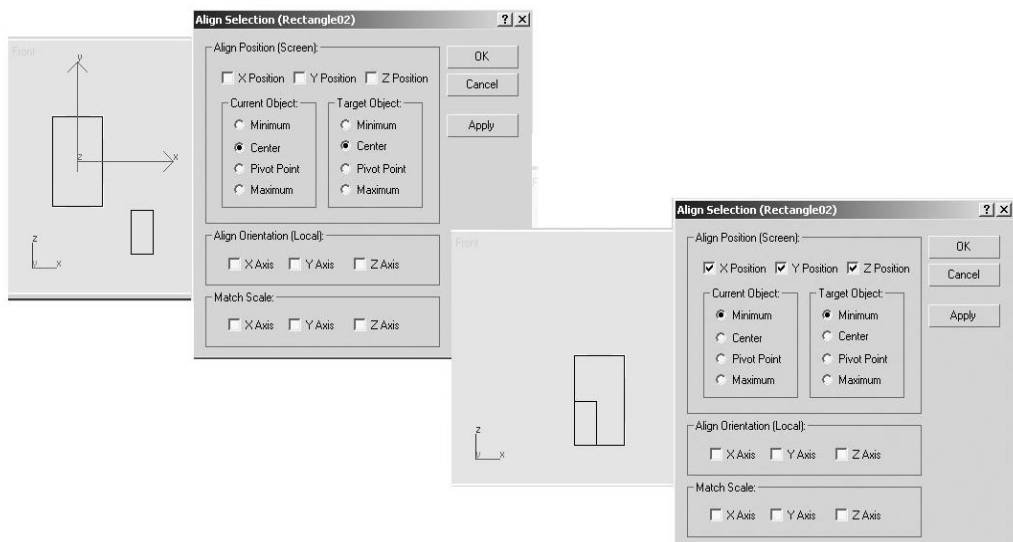 Front
y
z
x
z
y
x
Align Selection (Rectangle02)
?
X
Align Position (Screen):
X Position Y Position Z Position
Current Object:
Minimum
Center
Pivot Point
Maximum
Target Object:
Minimum
Center
Pivot Point
Maximum
Align Orientation (Local):
X Axis Y Axis Z Axis
Match Scale:
X Axis Y Axis Z Axis
OK
Cancel
Apply
Front
z
y
x
Align Selection (Rectangle02)
?
X
Align Position (Screen):
X Position Y Position Z Position
Current Object:
Minimum
Center
Pivot Point
Maximum
Target Object:
Minimum
Center
Pivot Point
Maximum
Align Orientation (Local):
X Axis Y Axis Z Axis
Match Scale:
X Axis Y Axis Z Axis
OK
Cancel
Apply